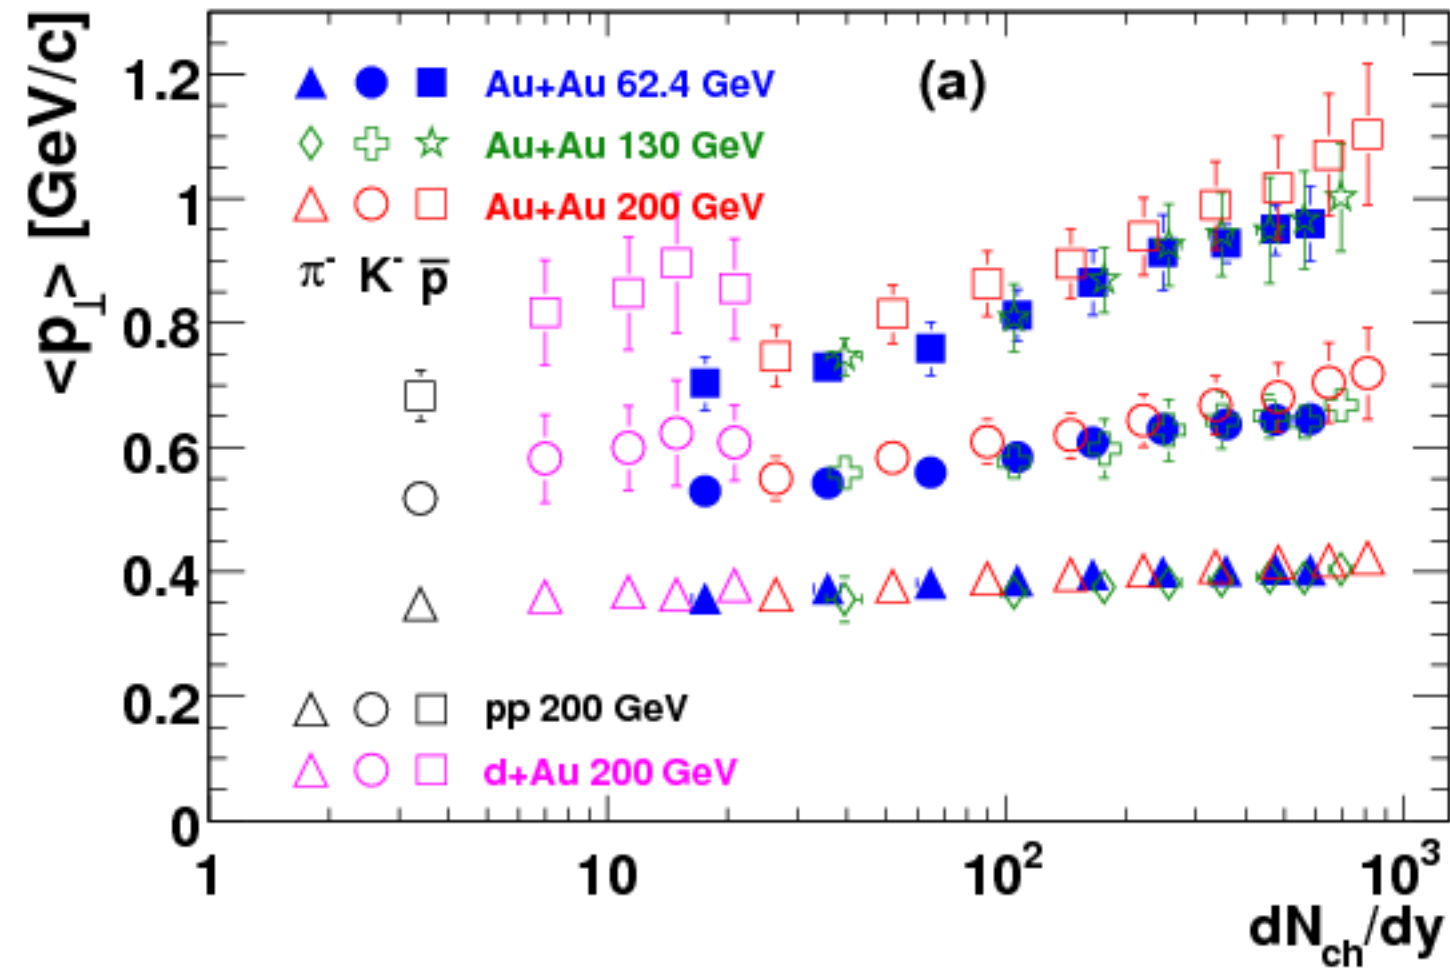 <p⊥> [GeV/c]
1.2
1
0.8
0.6
0.4
0.2
0
Au+Au 62.4 GeV
(a)
Au+Au 130 GeV
Au+Au 200 GeV
π⁻ K⁻ p̅
pp 200 GeV
d+Au 200 GeV
1 10 10² 10³
dN_ch/dy